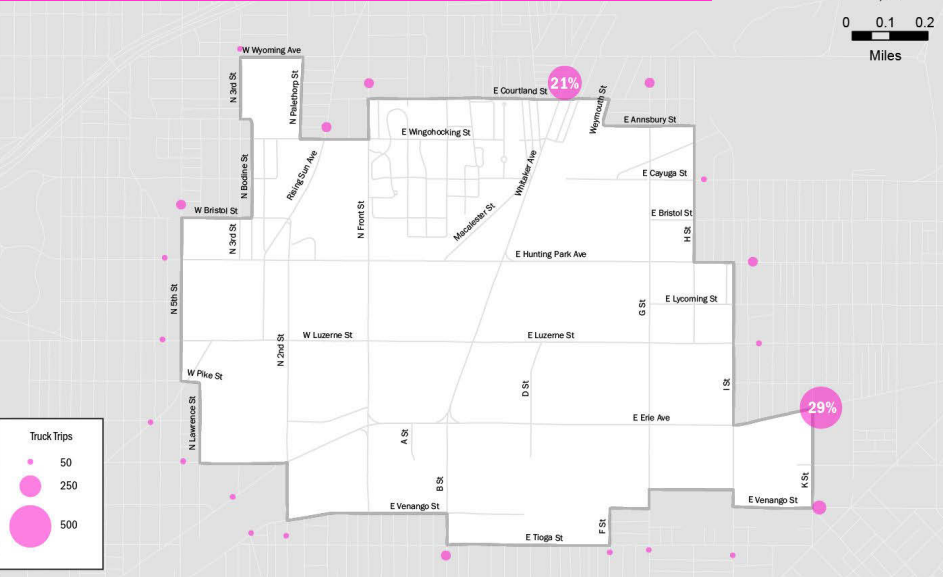 0 0.1 0.2
Miles
W Wyoming Ave
N 3rd St
N Palethorp St
21%
E Courtland St
Weymouth St
E Annsbury St
E Wingohocking St
Rising Sun Ave
N Bodine St
Whitaker Ave
E Cayuga St
W Bristol St
N 3rd St
N Front St
Macalester St
E Bristol St
H St
E Hunting Park Ave
N 5th St
G St
E Lycoming St
N 2nd St
W Luzerne St
E Luzerne St
W Pike St
D St
I St
N Lawrence St
29%
E Erie Ave
A St
B St
K St
E Venango St
E Venango St
F St
E Tioga St
Truck Trips
50
250
500